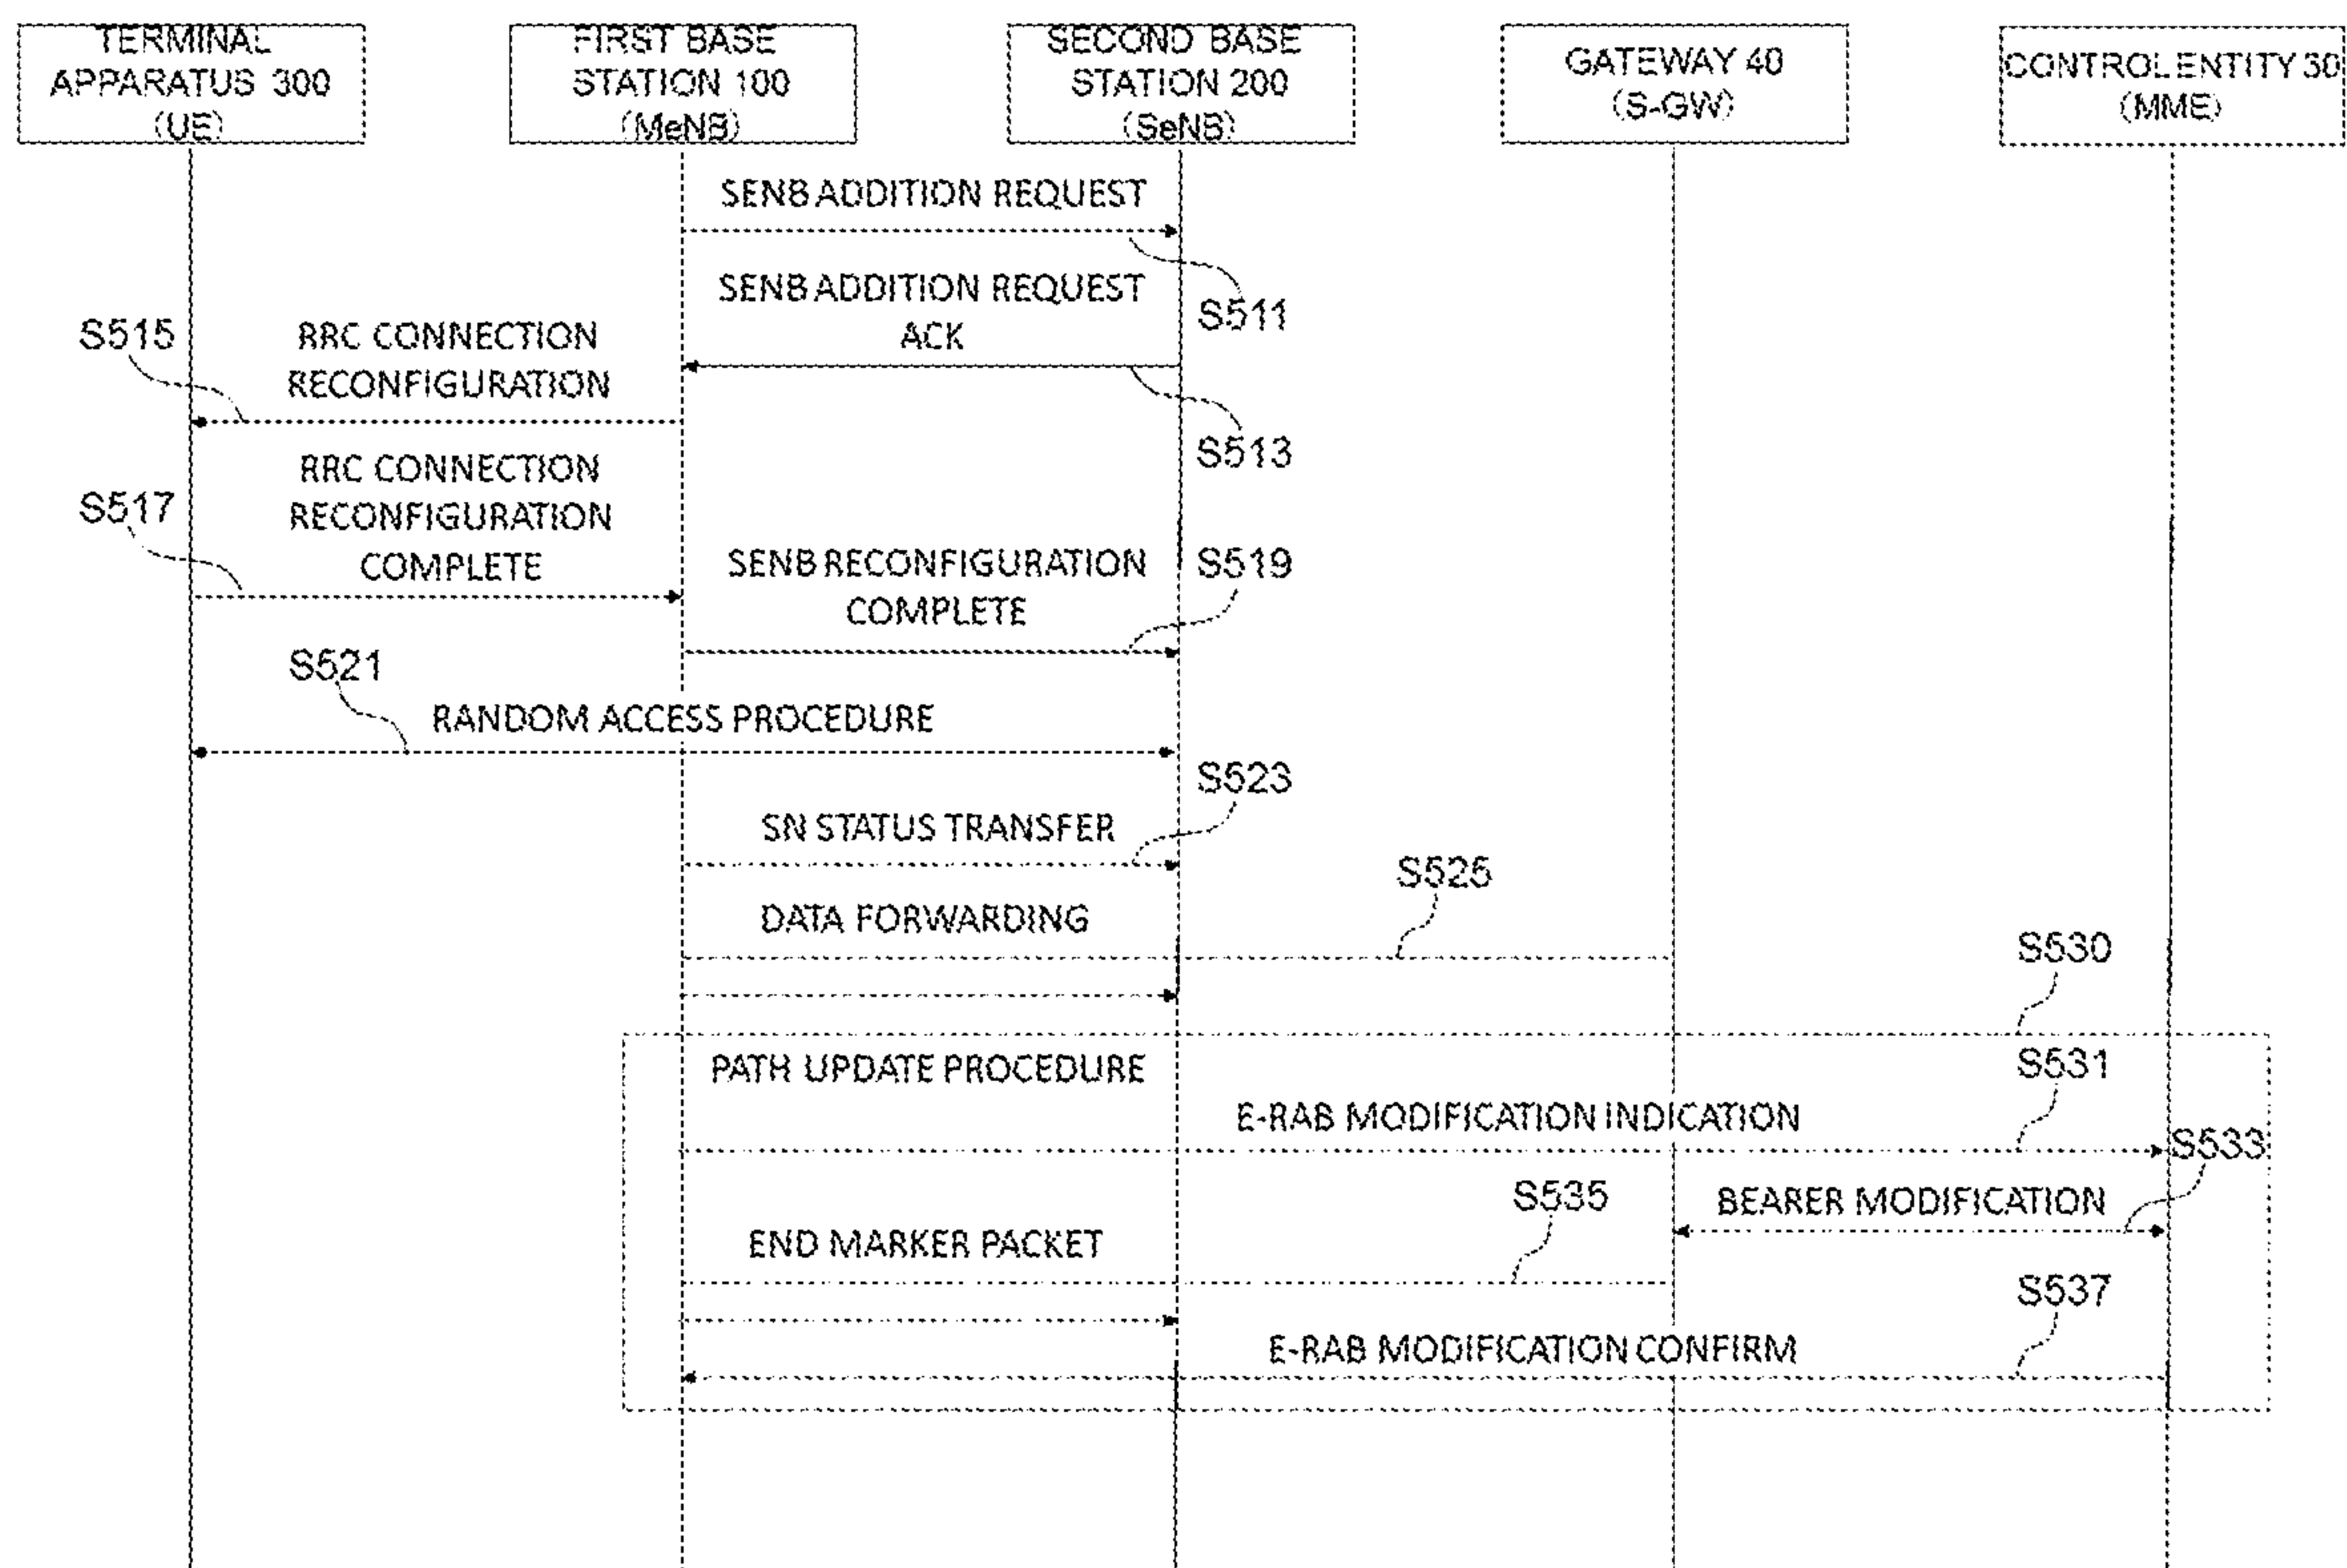 TERMINAL
APPARATUS 300
(UE)
FIRST BASE
STATION 100
(MeNB)
SECOND BASE
STATION 200
(SeNB)
GATEWAY 40
(S-GW)
CONTROL ENTITY 30
(MME)
SENB ADDITION REQUEST
S511
SENB ADDITION REQUEST
ACK
S513
S515
RRC CONNECTION
RECONFIGURATION
S517
RRC CONNECTION
RECONFIGURATION
COMPLETE
SENB RECONFIGURATION
COMPLETE
S519
S521
RANDOM ACCESS PROCEDURE
S523
SN STATUS TRANSFER
S525
DATA FORWARDING
S530
PATH UPDATE PROCEDURE
S531
E-RAB MODIFICATION INDICATION
S533
BEARER MODIFICATION
S535
END MARKER PACKET
S537
E-RAB MODIFICATION CONFIRM